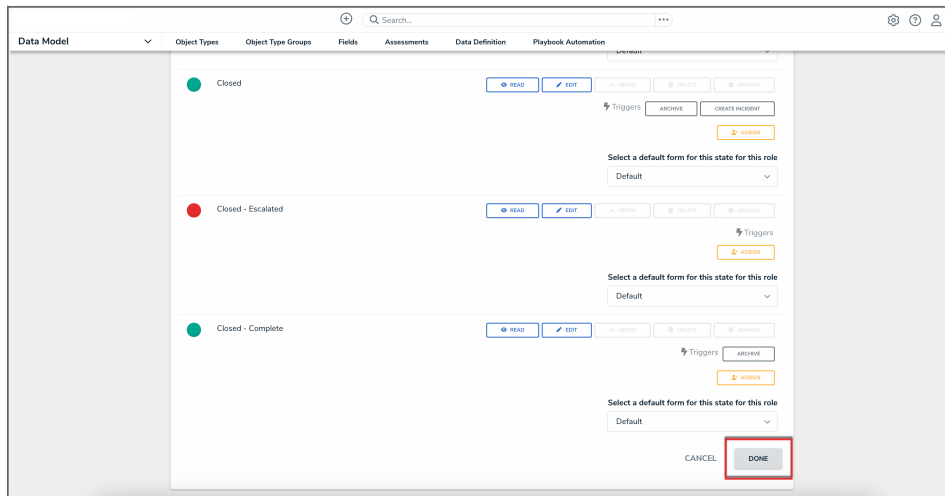 Search...
Data Model
Object Types Object Type Groups Fields Assessments Data Definition Playbook Automation
Default
Closed READ EDIT MERGE DELETE MANAGE
Triggers ARCHIVE CREATE INCIDENT
ASSIGN
Select a default form for this state for this role
Default
Closed - Escalated READ EDIT MERGE DELETE MANAGE
Triggers
ASSIGN
Select a default form for this state for this role
Default
Closed - Complete READ EDIT MERGE DELETE MANAGE
Triggers ARCHIVE
ASSIGN
Select a default form for this state for this role
Default
CANCEL DONE